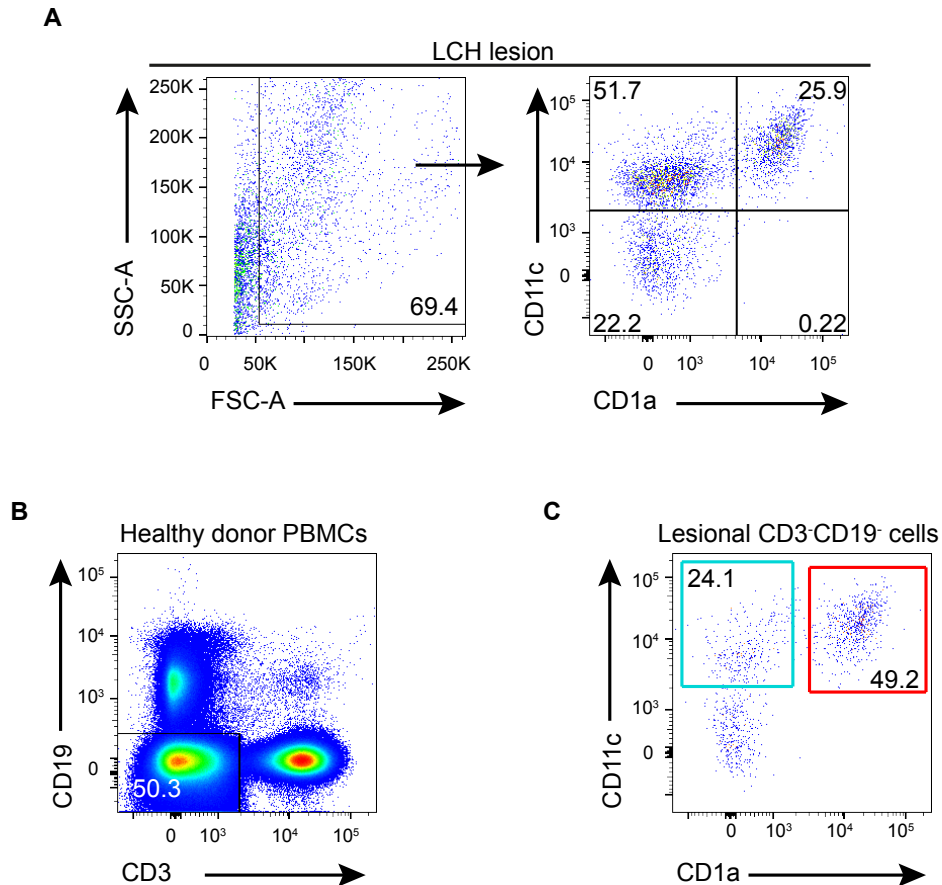 A
LCH lesion
250K
200K
150K
100K
50K
0
SSC-A
69.4
0 50K 150K 250K
FSC-A
51.7 25.9
10⁵
10⁴
10³
0
CD11c
22.2 0.22
0 10³ 10⁴ 10⁵
CD1a
B
Healthy donor PBMCs
10⁵
10⁴
10³
0
CD19
50.3
0 10³ 10⁴ 10⁵
CD3
C
Lesional CD3⁻CD19⁻ cells
24.1
10⁵
10⁴
49.2
10³
0
CD11c
0 10³ 10⁴ 10⁵
CD1a